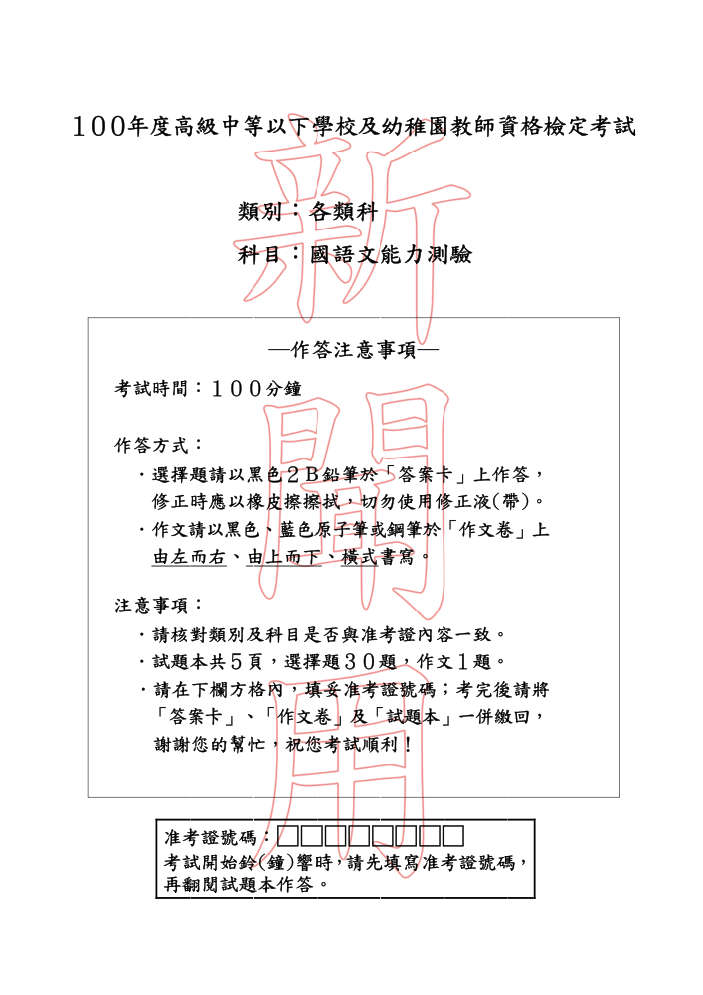 100年度高級中等以下學校及幼稚園教師資格檢定考試
類別：各類科
科目：國語文能力測驗
—作答注意事項—
考試時間：１００分鐘
作答方式：
‧選擇題請以黑色２Ｂ鉛筆於「答案卡」上作答，
修正時應以橡皮擦擦拭，切勿使用修正液(帶)。
‧作文請以黑色、藍色原子筆或鋼筆於「作文卷」上
由左而右、由上而下、橫式書寫。
注意事項：
‧請核對類別及科目是否與准考證內容一致。
‧試題本共５頁，選擇題３０題，作文１題。
‧請在下欄方格內，填妥准考證號碼；考完後請將
「答案卡」、「作文卷」及「試題本」一併繳回，
謝謝您的幫忙，祝您考試順利！
准考證號碼：□□□□□□□□
考試開始鈴(鐘)響時，請先填寫准考證號碼，
再翻閱試題本作答。
新聞用